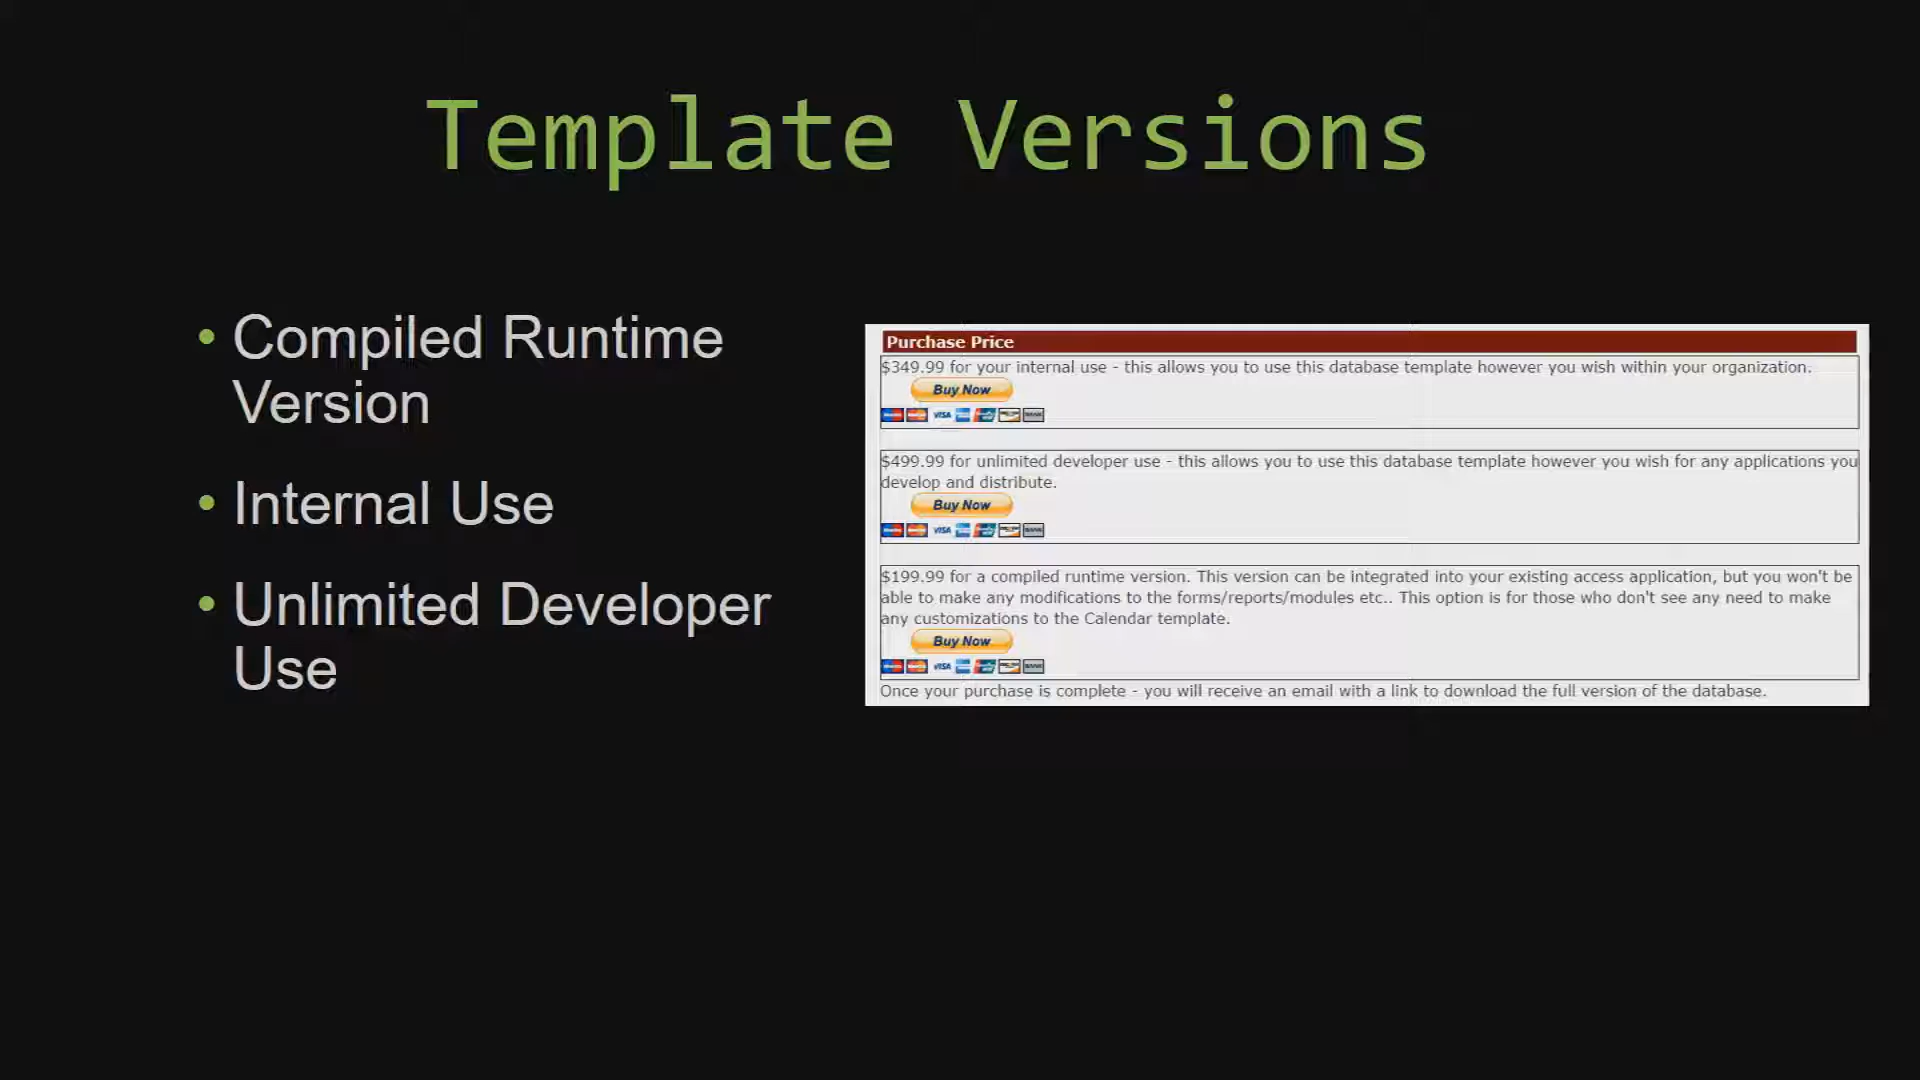 Template Versions
• Compiled Runtime
Version
• Internal Use
• Unlimited Developer
Use
Purchase Price
$349.99 for your internal use - this allows you to use this database template however you wish within your organization.
Buy Now
VISA
$499.99 for unlimited developer use - this allows you to use this database template however you wish for any applications you
develop and distribute.
Buy Now
VISA
$199.99 for a compiled runtime version. This version can be integrated into your existing access application, but you won't be
able to make any modifications to the forms/reports/modules etc.. This option is for those who don't see any need to make
any customizations to the Calendar template.
Buy Now
VISA
Once your purchase is complete - you will receive an email with a link to download the full version of the database.